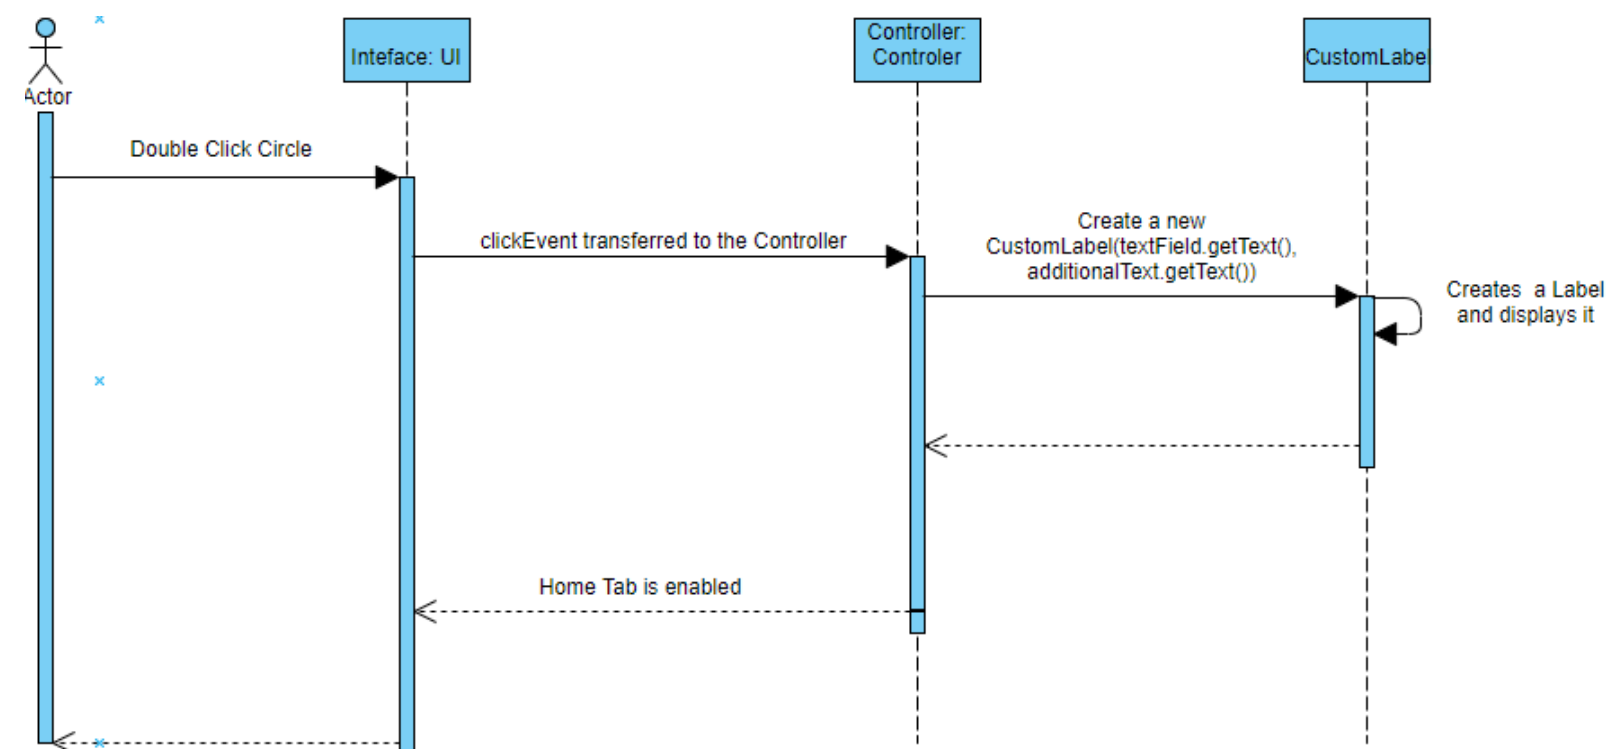 Actor
Inteface: UI
Controller:
Controler
CustomLabel
Double Click Circle
clickEvent transferred to the Controller
Create a new
CustomLabel(textField.getText(),
additionalText.getText())
Creates a Label
and displays it
Home Tab is enabled